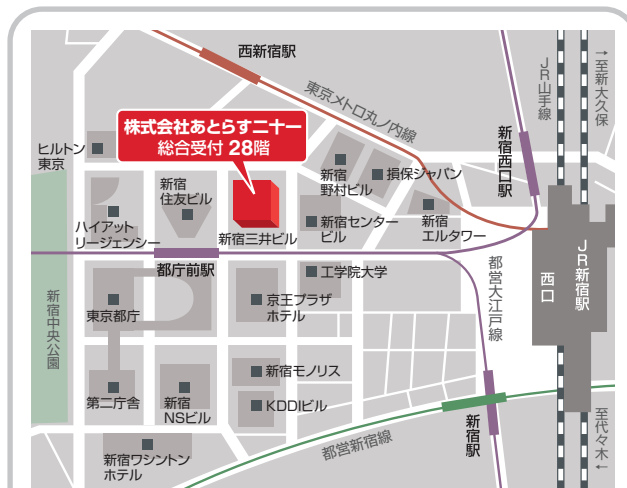 西新宿駅
東京メトロ丸ノ内線
JR山手線
→至新大久保
株式会社あとらす二十一
総合受付 28階
ヒルトン
東京
新宿
住友ビル
新宿
野村ビル
損保ジャパン
新宿西口駅
ハイアット
リージェンシー
新宿三井ビル
新宿センター
ビル
新宿
エルタワー
都庁前駅
工学院大学
都営大江戸線
西口
JR新宿駅
新宿中央公園
東京都庁
京王プラザ
ホテル
新宿モノリス
第二庁舎
新宿
NSビル
KDDIビル
新宿駅
都営新宿線
新宿ワシントン
ホテル
至代々木←